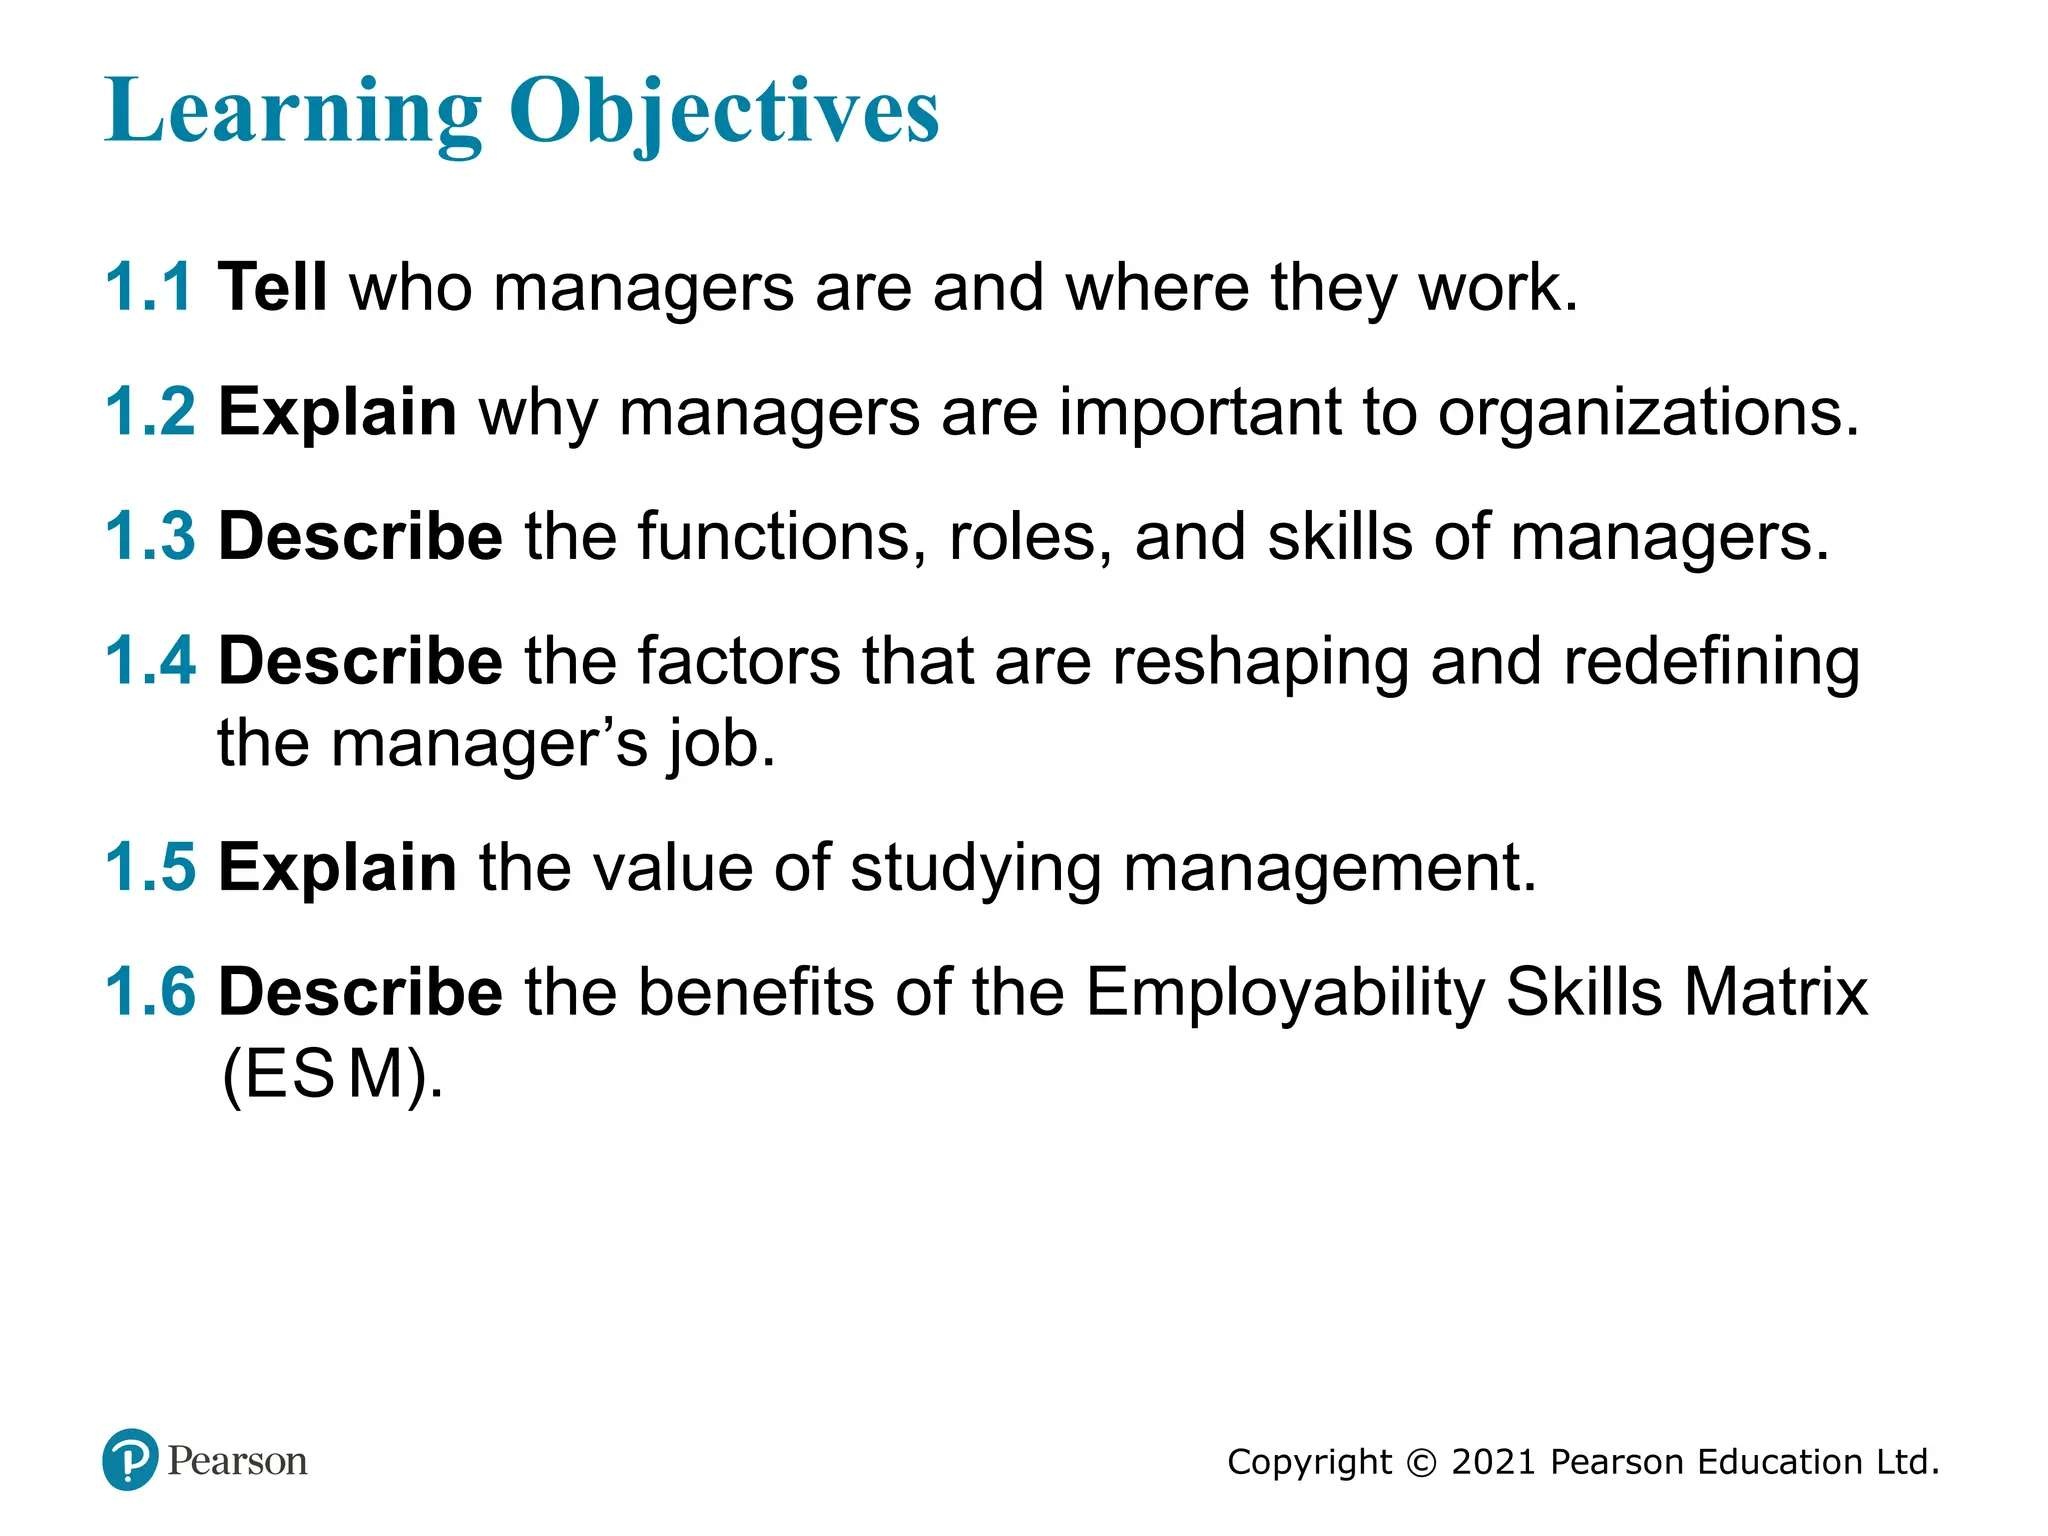 Learning Objectives
1.1 Tell who managers are and where they work.
1.2 Explain why managers are important to organizations.
1.3 Describe the functions, roles, and skills of managers.
1.4 Describe the factors that are reshaping and redefining
the manager’s job.
1.5 Explain the value of studying management.
1.6 Describe the benefits of the Employability Skills Matrix
(ES M).
Pearson
Copyright © 2021 Pearson Education Ltd.